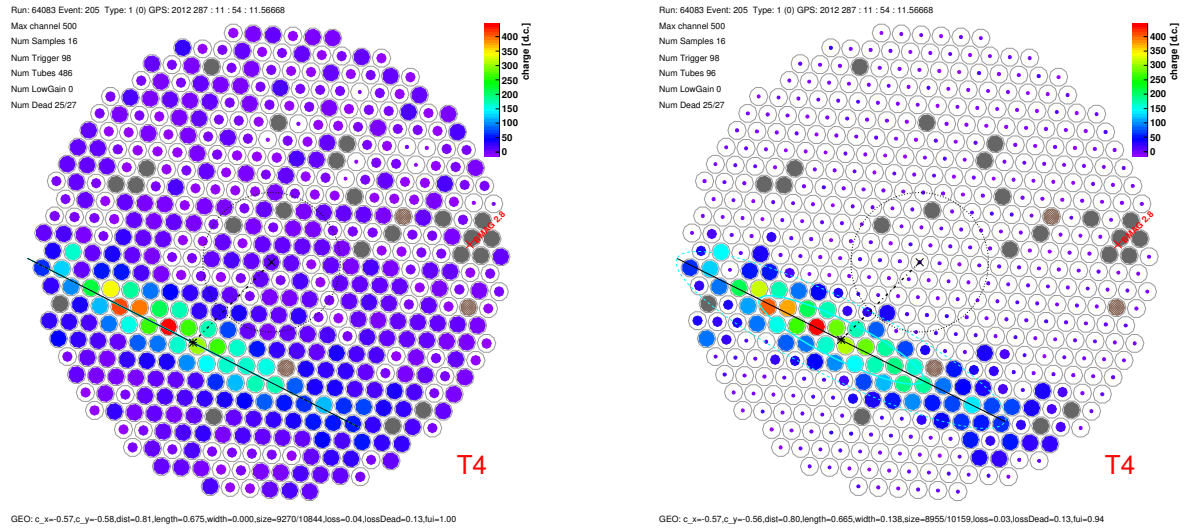 Run: 64083 Event: 205 Type: 1 (0) GPS: 2012 287 : 11 : 54 : 11.56668
Max channel 500
Num Samples 16
Num Trigger 98
Num Tubes 486
Num LowGain 0
Num Dead 25/27
400
350
300
250
200
150
100
50
0
charge [d.c.]
T4
GEO: c_x=-0.57,c_y=-0.58,dist=0.81,length=0.675,width=0.000,size=9270/10844,loss=0.04,lossDead=0.13,fui=1.00
Run: 64083 Event: 205 Type: 1 (0) GPS: 2012 287 : 11 : 54 : 11.56668
Max channel 500
Num Samples 16
Num Trigger 98
Num Tubes 96
Num LowGain 0
Num Dead 25/27
400
350
300
250
200
150
100
50
0
charge [d.c.]
T4
GEO: c_x=-0.57,c_y=-0.56,dist=0.80,length=0.665,width=0.138,size=8955/10159,loss=0.03,lossDead=0.13,fui=0.94